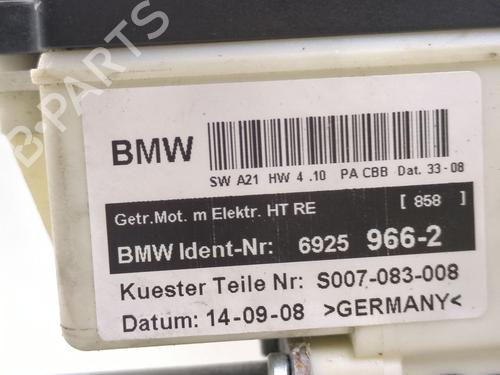 BMW
SW A21 HW 4 .10 PA CBB Dat. 33-08
Getr.Mot. m Elektr. HT RE [ 858 ]
BMW Ident-Nr: 6925 966-2
Kuester Teile Nr: S007-083-008
Datum: 14-09-08 >GERMANY<
B-PARTS